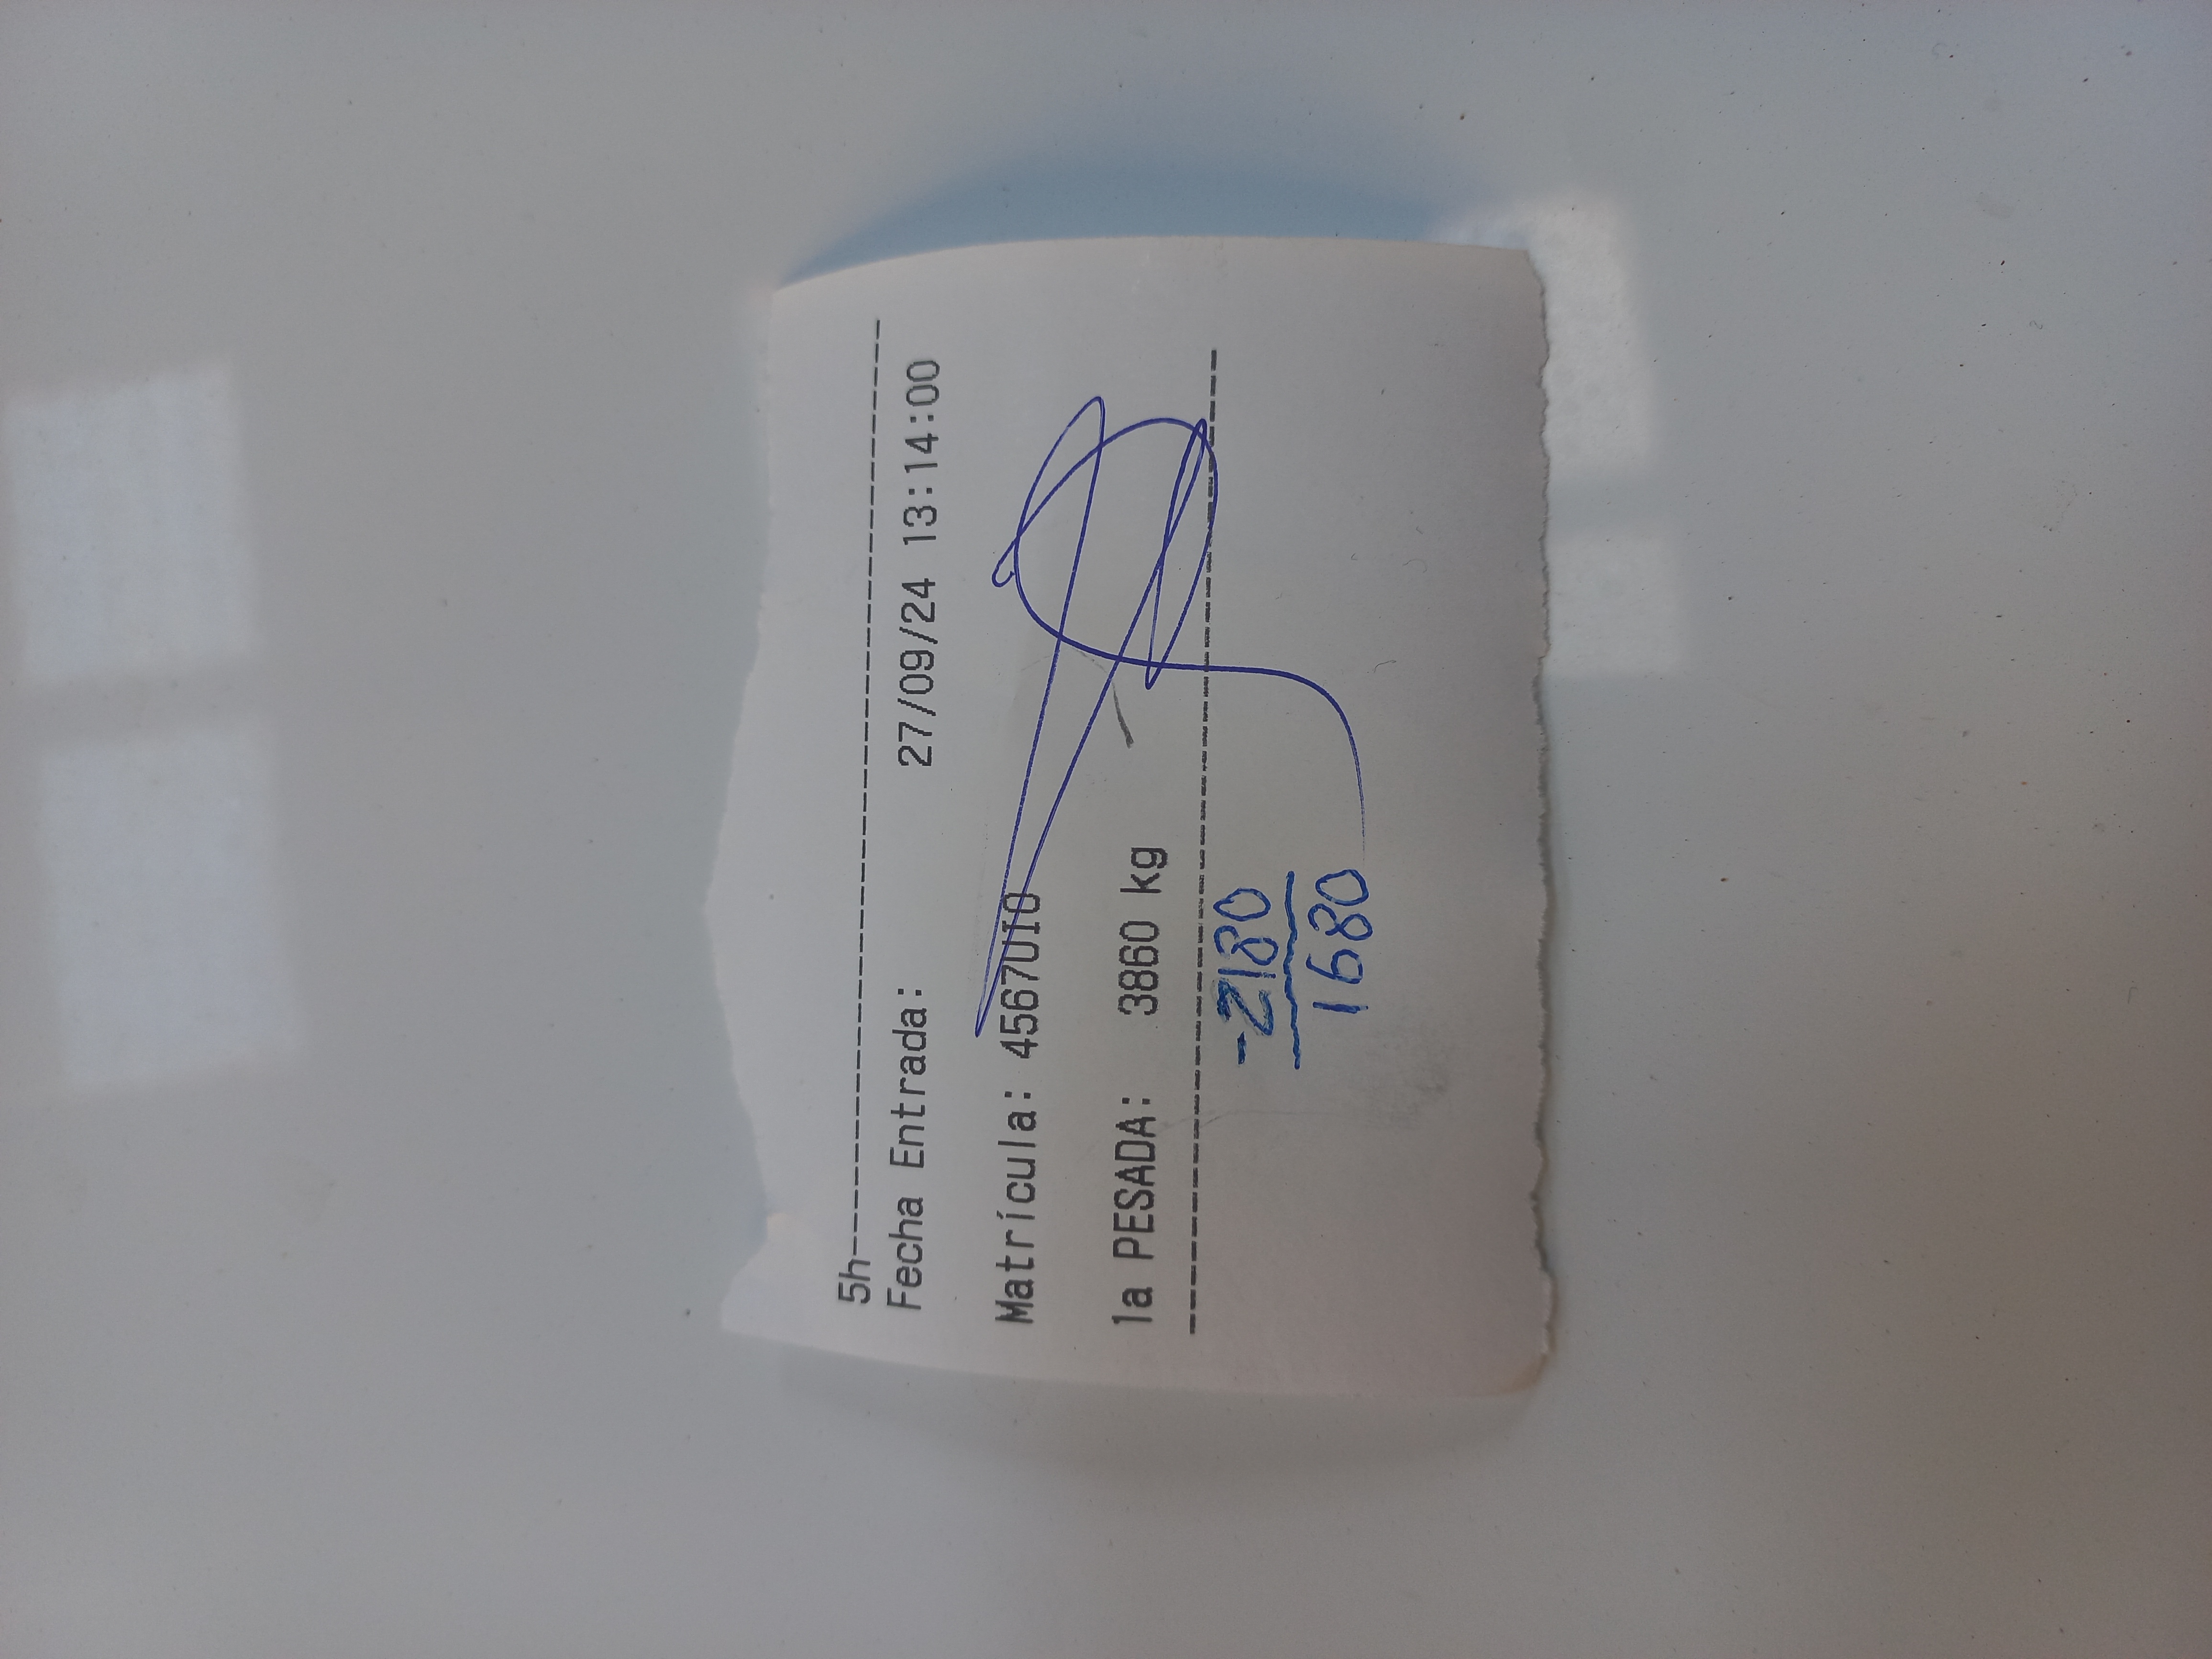 5h------------------------------------
Fecha Entrada: 27/09/24 13:14:00
Matrícula: 4567UIO
1a PESADA: 3860 kg
----------------------------------------
-2180
1680